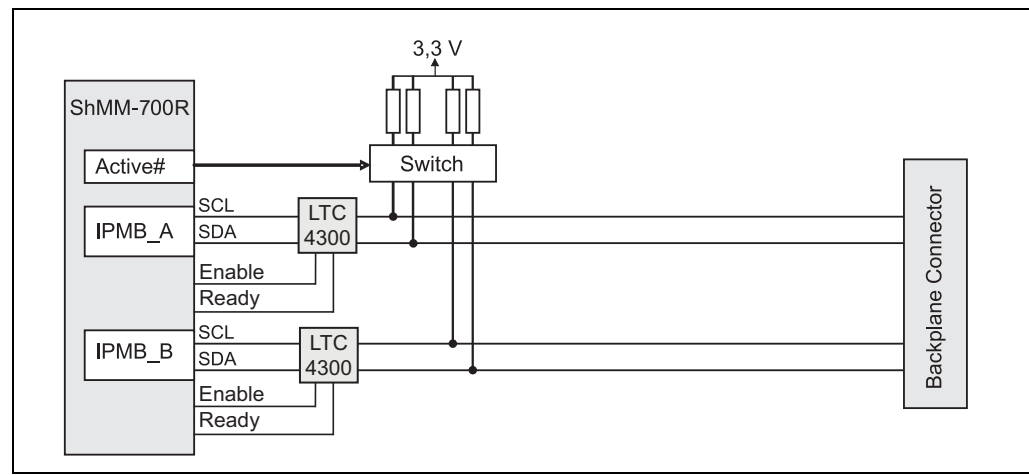 3,3 V
ShMM-700R
Active#
Switch
IPMB_A
SCL
SDA
LTC
4300
Enable
Ready
IPMB_B
SCL
SDA
LTC
4300
Enable
Ready
Backplane Connector